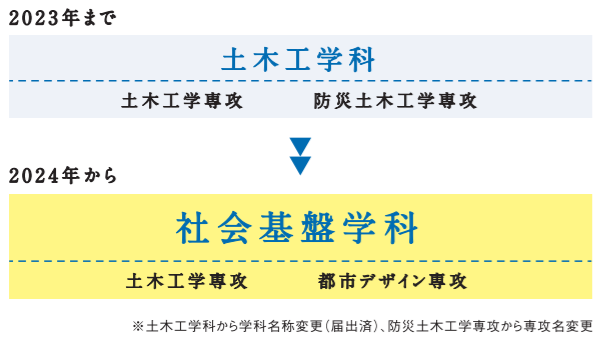 2023年まで
土木工学科
土木工学専攻 防災土木工学専攻
2024年から
社会基盤学科
土木工学専攻 都市デザイン専攻
※土木工学科から学科名称変更(届出済)、防災土木工学専攻から専攻名変更